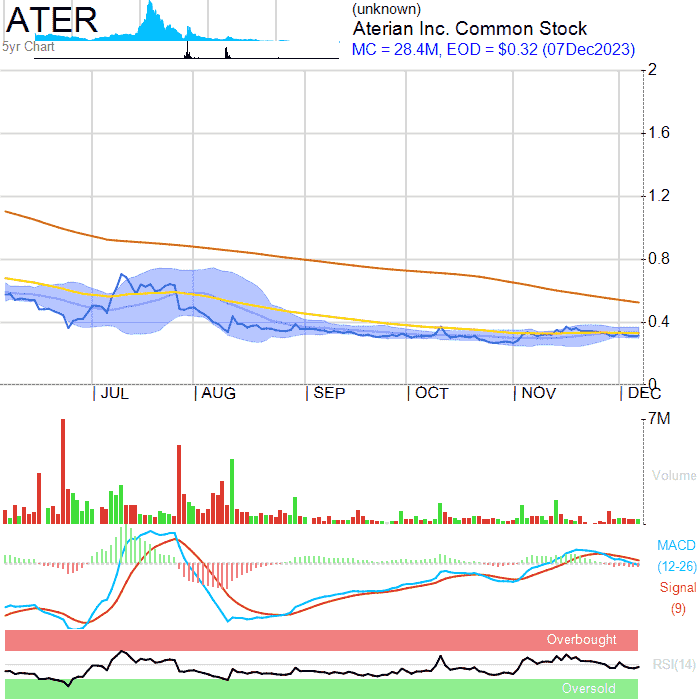 ATER
5yr Chart
(unknown)
Aterian Inc. Common Stock
MC = 28.4M, EOD = $0.32 (07Dec2023)
2
1.6
1.2
0.8
0.4
0
JUL
AUG
SEP
OCT
NOV
DEC
7M
Volume
MACD
(12-26)
Signal
(9)
Overbought
RSI(14)
Oversold